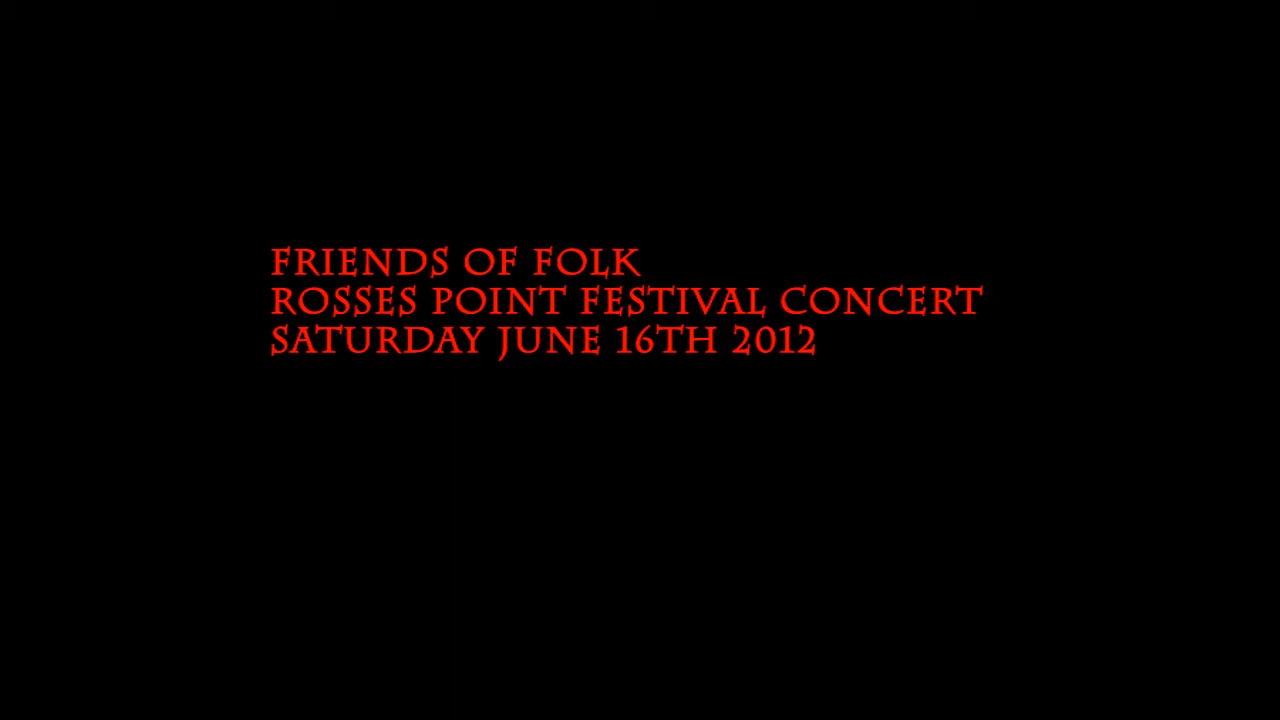 FRIENDS OF FOLK
ROSSES POINT FESTIVAL CONCERT
SATURDAY JUNE 16TH 2012